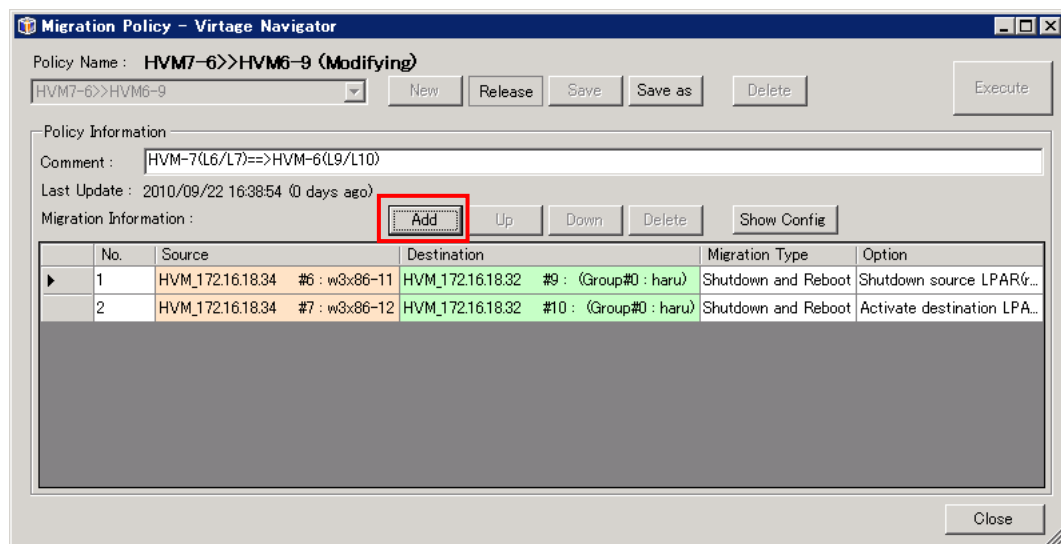 Migration Policy - Virtage Navigator
Policy Name : HVM7-6>>HVM6-9 (Modifying)
HVM7-6>>HVM6-9 New Release Save Save as Delete Execute
Policy Information
Comment : HVM-7(L6/L7)==>HVM-6(L9/L10)
Last Update : 2010/09/22 16:38:54 (0 days ago)
Migration Information : Add Up Down Delete Show Config
No. Source Destination Migration Type Option
1 HVM_172.16.18.34 #6 : w3x86-11 HVM_172.16.18.32 #9 : (Group#0 : haru) Shutdown and Reboot Shutdown source LPAR(r...
2 HVM_172.16.18.34 #7 : w3x86-12 HVM_172.16.18.32 #10 : (Group#0 : haru) Shutdown and Reboot Activate destination LPA...
Close